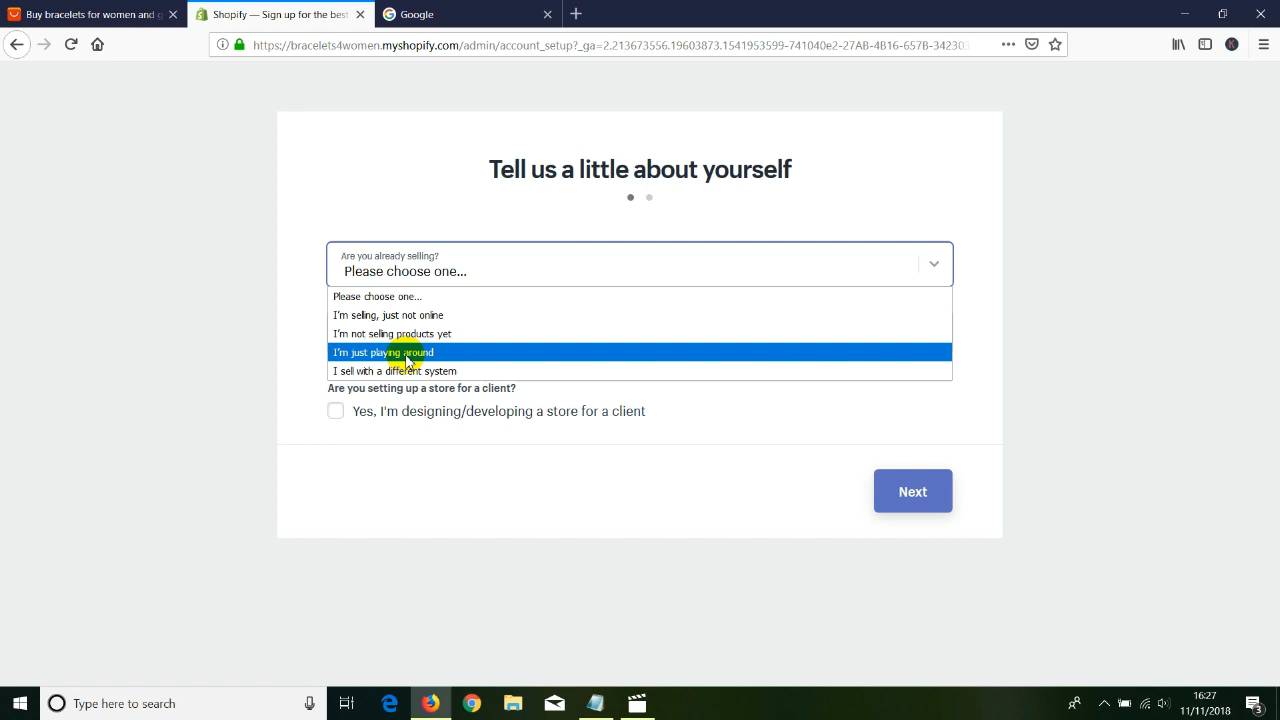 Buy bracelets for women and g
Shopify — Sign up for the best
Google
https://bracelets4women.myshopify.com/admin/account_setup?_ga=2.213673556.16603873.1541953599-741040e2-27AB-4B16-657B-342303
Tell us a little about yourself
Are you already selling?
Please choose one...
Please choose one...
I'm selling, just not online
I'm not selling products yet
I'm just playing around
I sell with a different system
Are you setting up a store for a client?
Yes, I'm designing/developing a store for a client
Next
Type here to search
16:27
11/11/2018
3